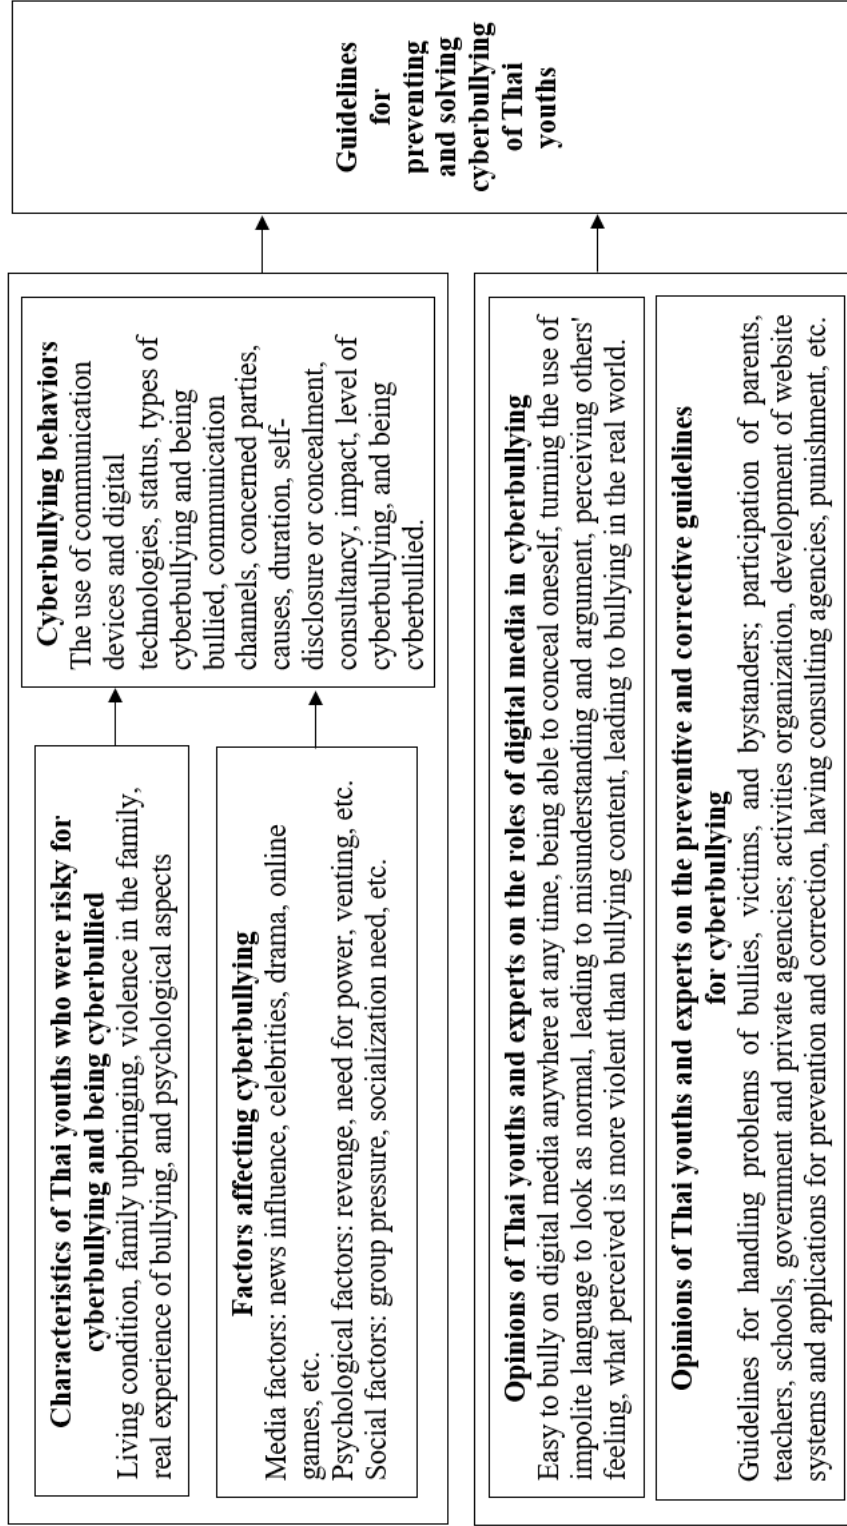 Characteristics of Thai youths who were risky for
cyberbullying and being cyberbullied
Living condition, family upbringing, violence in the family,
real experience of bullying, and psychological aspects
Factors affecting cyberbullying
Media factors: news influence, celebrities, drama, online
games, etc.
Psychological factors: revenge, need for power, venting, etc.
Social factors: group pressure, socialization need, etc.
Cyberbullying behaviors
The use of communication
devices and digital
technologies, status, types of
cyberbullying and being
bullied, communication
channels, concerned parties,
causes, duration, self-
disclosure or concealment,
consultancy, impact, level of
cyberbullying, and being
cyberbullied.
Opinions of Thai youths and experts on the roles of digital media in cyberbullying
Easy to bully on digital media anywhere at any time, being able to conceal oneself, turning the use of
impolite language to look as normal, leading to misunderstanding and argument, perceiving others'
feeling, what perceived is more violent than bullying content, leading to bullying in the real world.
Opinions of Thai youths and experts on the preventive and corrective guidelines
for cyberbullying
Guidelines for handling problems of bullies, victims, and bystanders; participation of parents,
teachers, schools, government and private agencies; activities organization, development of website
systems and applications for prevention and correction, having consulting agencies, punishment, etc.
Guidelines
for
preventing
and solving
cyberbullying
of Thai
youths